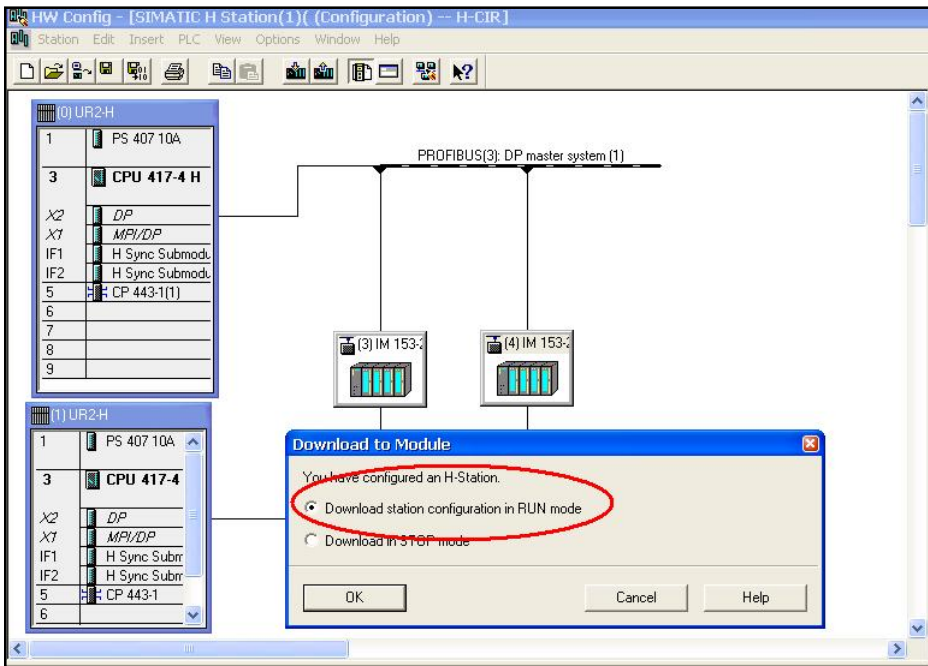 HW Config - [SIMATIC H Station(1)( (Configuration) -- H-CIR]
Station Edit Insert PLC View Options Window Help
(0) UR2-H
1 PS 407 10A
3 CPU 417-4 H
X2 DP
X1 MPI/DP
IF1 H Sync Submodu
IF2 H Sync Submodu
5 CP 443-1(1)
6
7
8
9
PROFIBUS(3): DP master system (1)
(3) IM 153-2
(4) IM 153-2
(1) UR2-H
1 PS 407 10A
3 CPU 417-4
X2 DP
X1 MPI/DP
IF1 H Sync Subm
IF2 H Sync Subm
5 CP 443-1
6
Download to Module
You have configured an H-Station.
Download station configuration in RUN mode
Download in STOP mode
OK Cancel Help